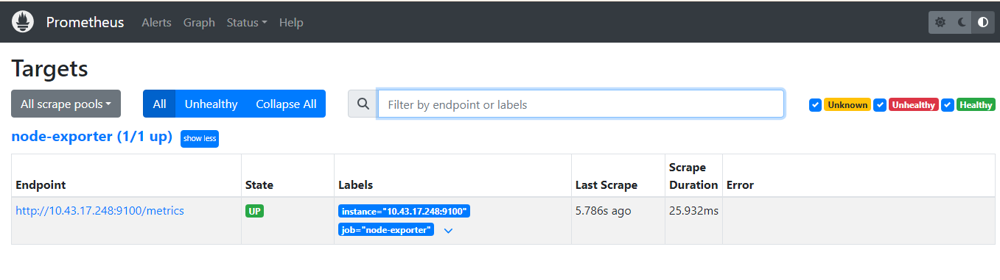 Prometheus Alerts Graph Status Help
Targets
All scrape pools All Unhealthy Collapse All Filter by endpoint or labels Unknown Unhealthy Healthy
node-exporter (1/1 up) show less
Endpoint State Labels Last Scrape Scrape Duration Error
http://10.43.17.248:9100/metrics UP instance="10.43.17.248:9100" 5.786s ago 25.932ms
job="node-exporter"